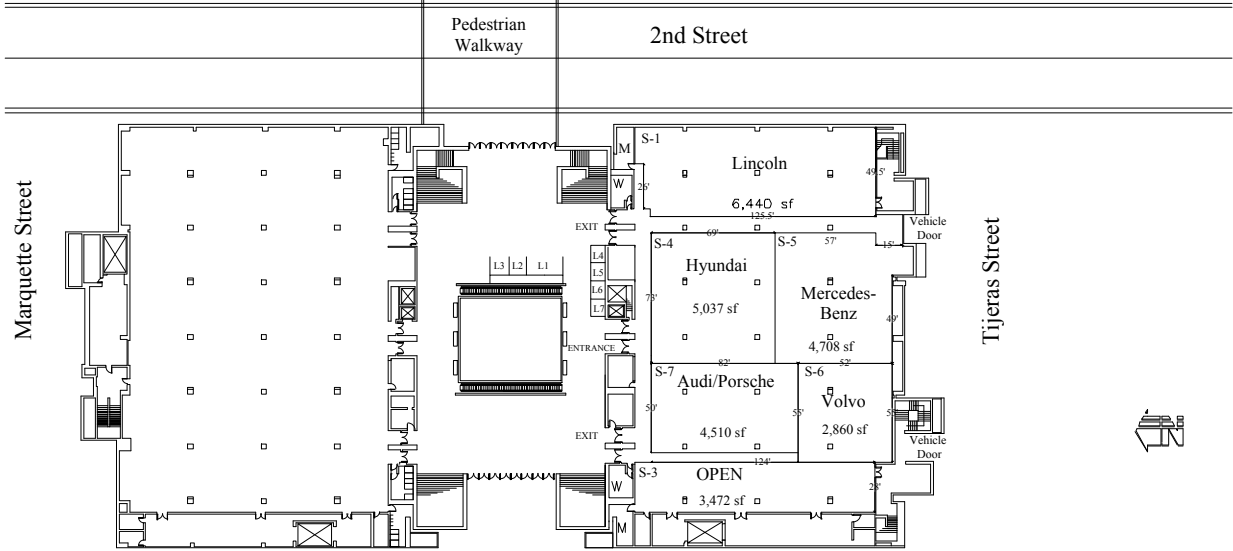 Pedestrian
Walkway
2nd Street
Marquette Street
Tijeras Street
M
S-1
Lincoln
W
26'
49.5'
6,440 sf
125.5'
EXIT
69'
Vehicle
Door
S-4
S-5
57'
15'
L4
L3
L2
L1
L5
Hyundai
L6
Mercedes-
Benz
73'
5,037 sf
L7
49'
ENTRANCE
4,708 sf
82'
52'
S-7
S-6
Audi/Porsche
Volvo
50'
55'
55'
4,510 sf
2,860 sf
EXIT
N
Vehicle
Door
124'
S-3
OPEN
W
28'
3,472 sf
M